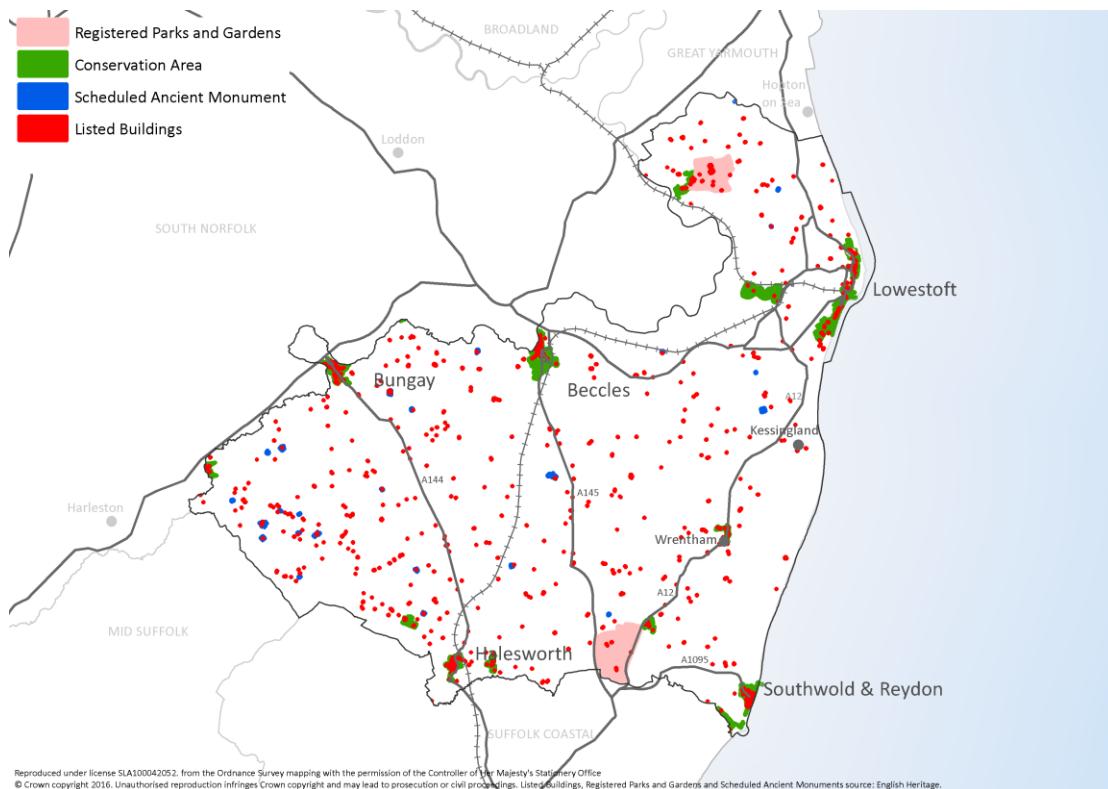 Registered Parks and Gardens
Conservation Area
Scheduled Ancient Monument
Listed Buildings
BROADLAND
GREAT YARMOUTH
Hopton
on Sea
Loddon
SOUTH NORFOLK
Lowestoft
Bungay
Beccles
A12
Kessingland
A144
A145
Harleston
Wrentham
A12
MID SUFFOLK
Halesworth
A1095
Southwold & Reydon
SUFFOLK COASTAL
Reproduced under license SLA100042052. from the Ordnance Survey mapping with the permission of the Controller of Her Majesty's Stationery Office
© Crown copyright 2016. Unauthorised reproduction infringes Crown copyright and may lead to prosecution or civil proceedings. Listed Buildings, Registered Parks and Gardens and Scheduled Ancient Monuments source: English Heritage.